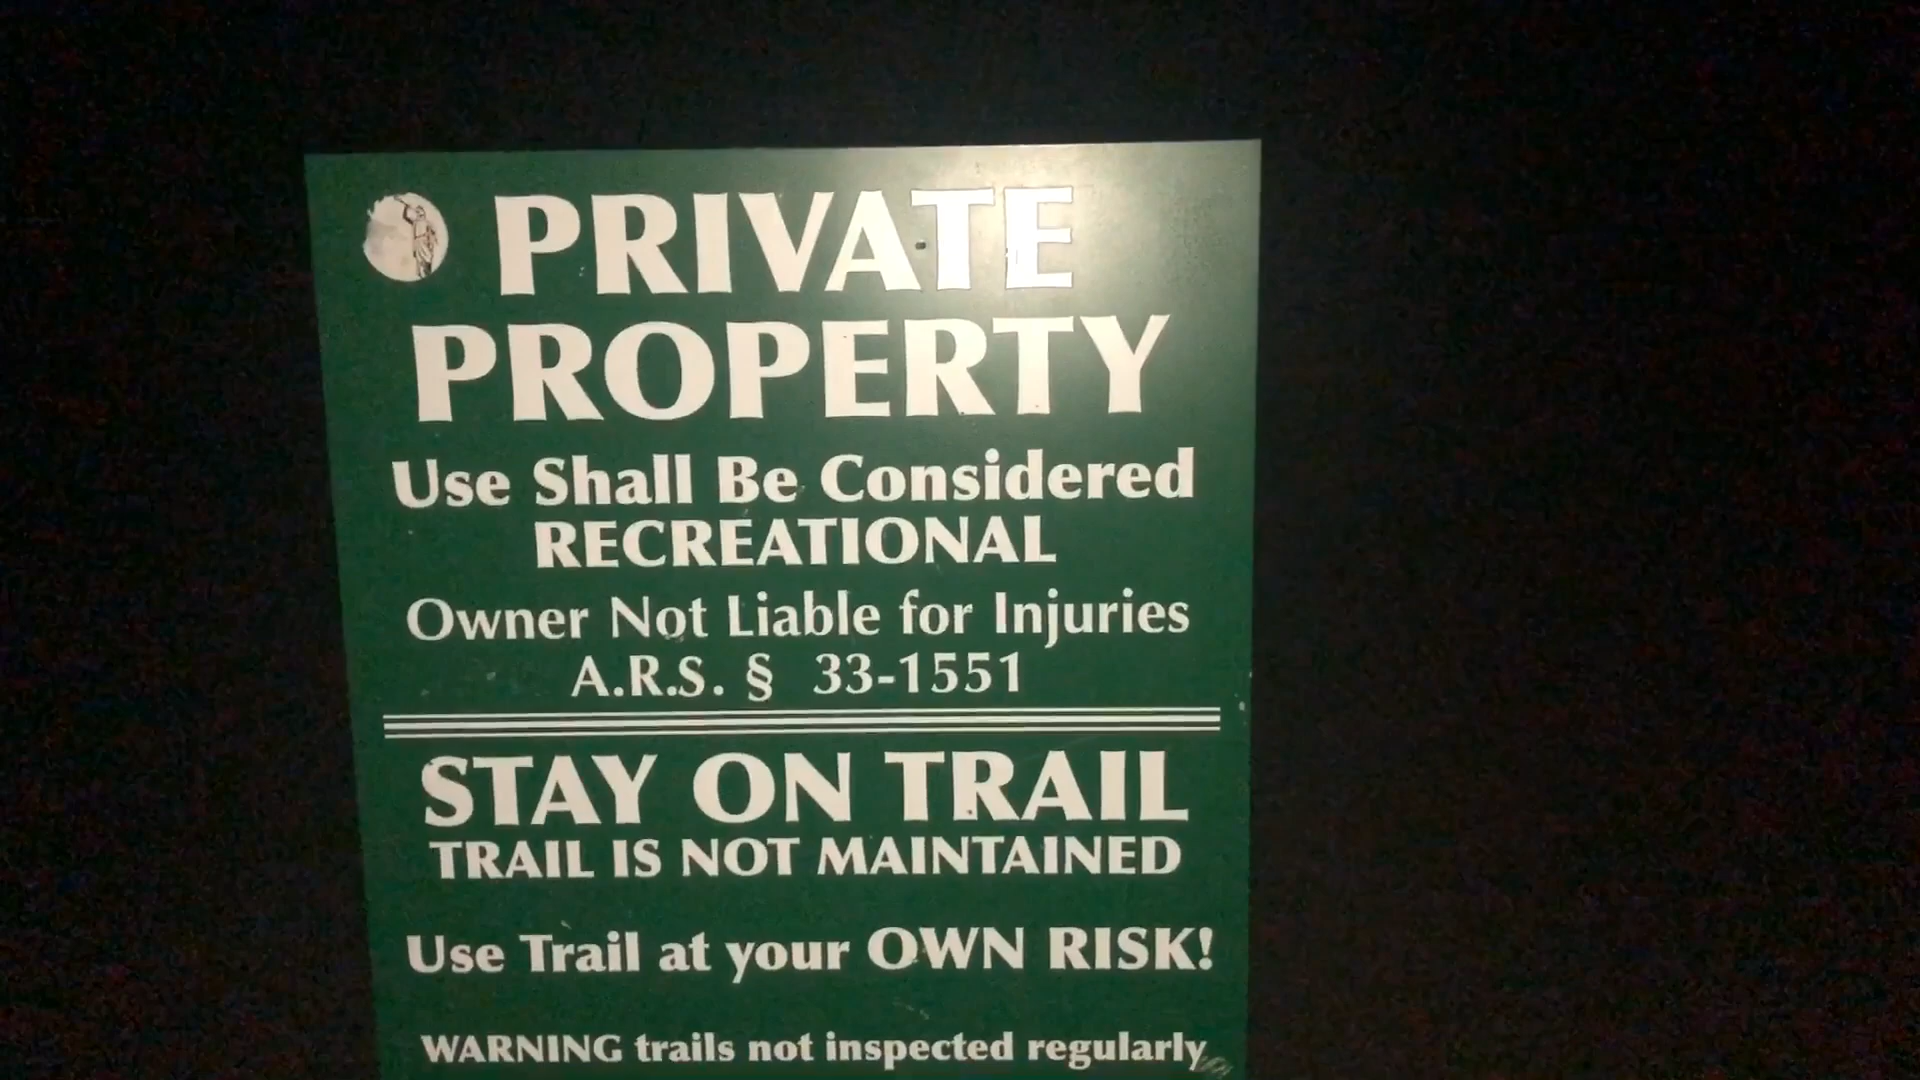 PRIVATE
PROPERTY
Use Shall Be Considered
RECREATIONAL
Owner Not Liable for Injuries
A.R.S. § 33-1551
STAY ON TRAIL
TRAIL IS NOT MAINTAINED
Use Trail at your OWN RISK!
WARNING trails not inspected regularly